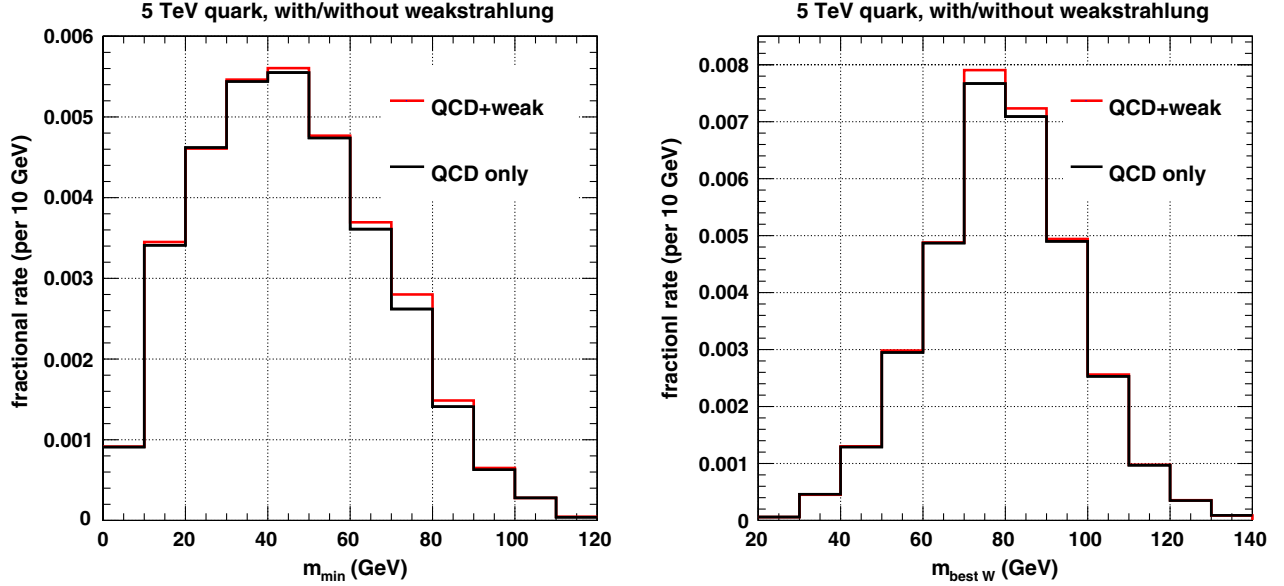 5 TeV quark, with/without weakstrahlung
fractional rate (per 10 GeV)
0.006
0.005
0.004
0.003
0.002
0.001
0
QCD+weak
QCD only
0 20 40 60 80 100 120
m_min (GeV)
5 TeV quark, with/without weakstrahlung
fractionl rate (per 10 GeV)
0.008
0.007
0.006
0.005
0.004
0.003
0.002
0.001
0
QCD+weak
QCD only
20 40 60 80 100 120 140
m_best W (GeV)